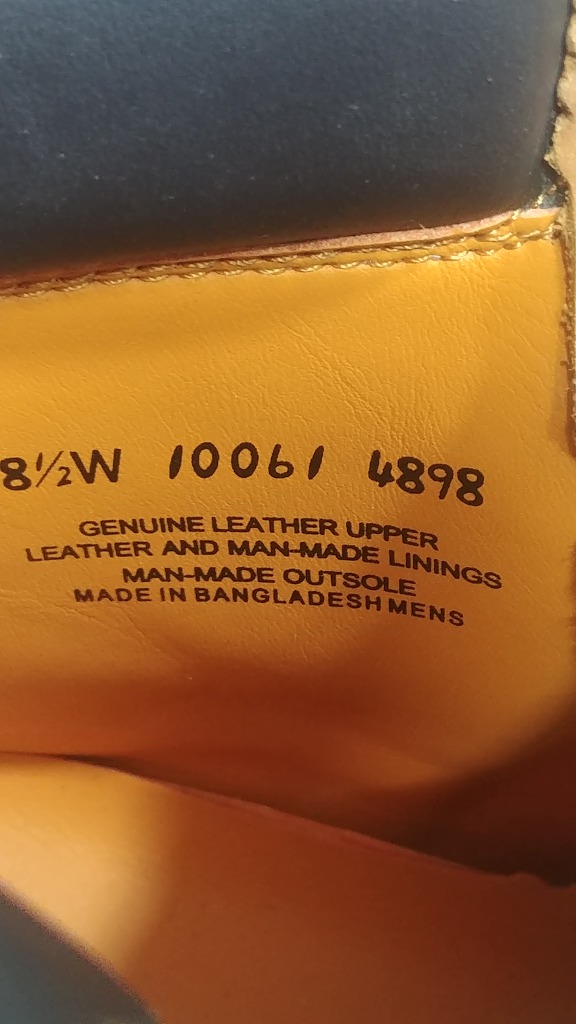 8½W 10061 4898
GENUINE LEATHER UPPER
LEATHER AND MAN-MADE LININGS
MAN-MADE OUTSOLE
MADE IN BANGLADESH MENS